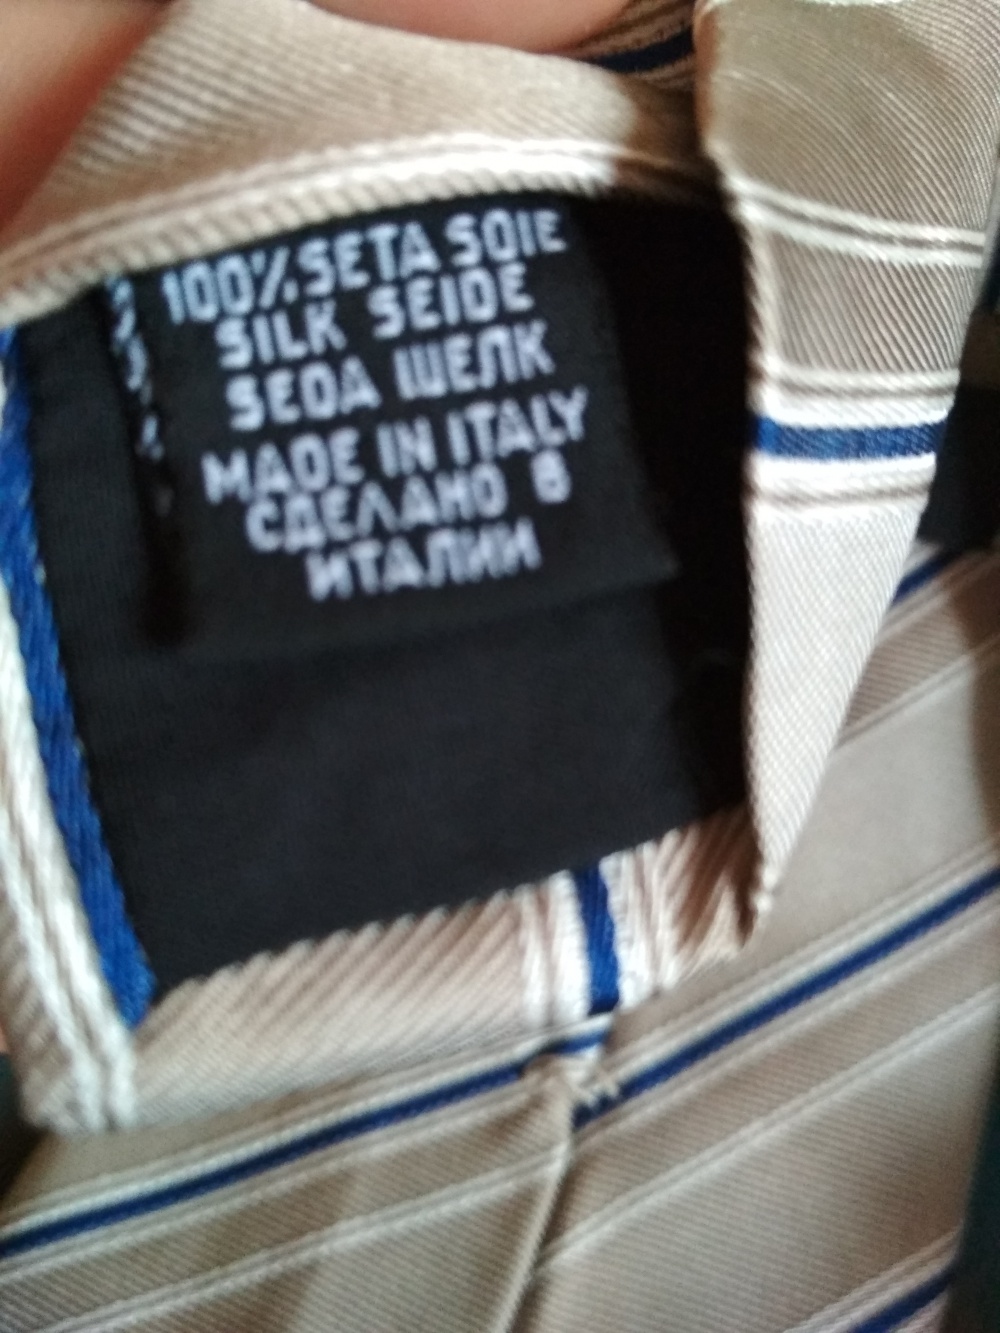 100% SETA SOIE
SILK SEIDE
SEDA ШЕЛК
MADE IN ITALY
СДЕЛАНО В
ИТАЛИИ